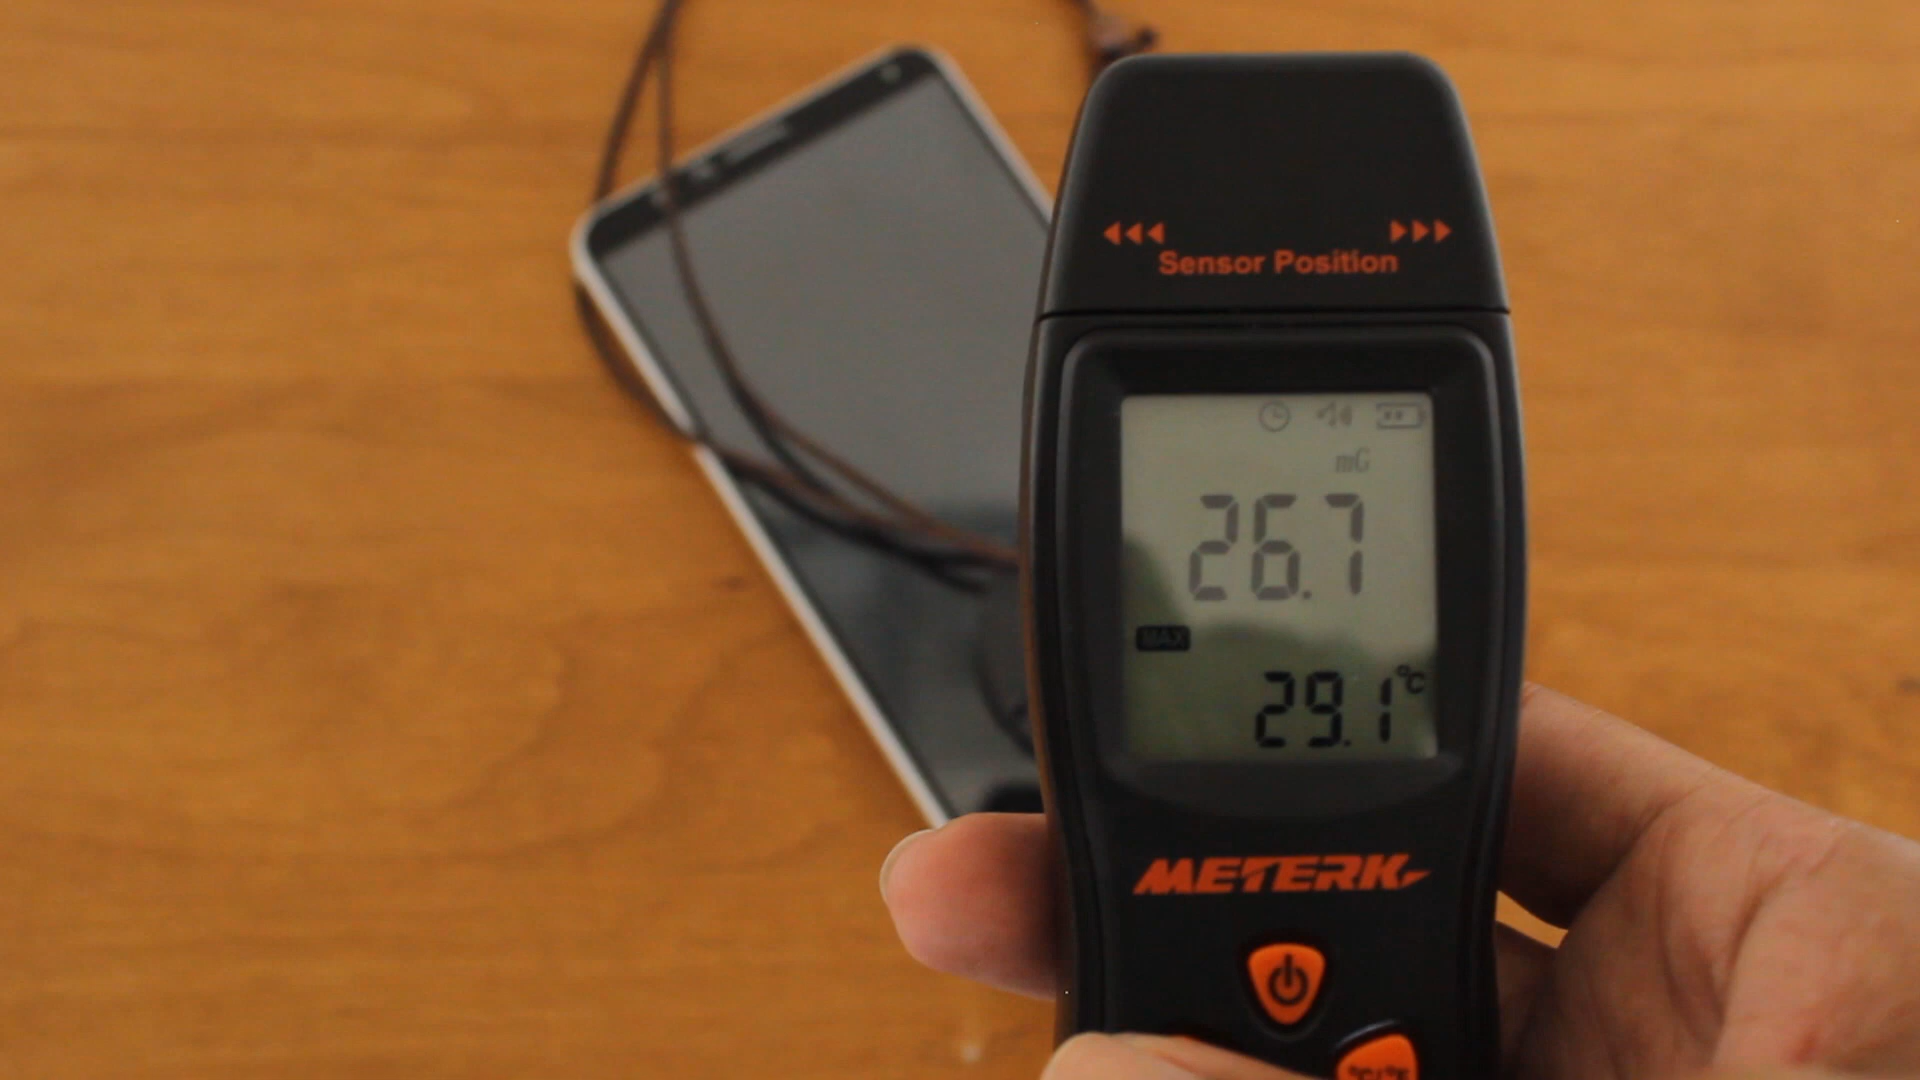 ◄◄◄ ►►►
Sensor Position
mG
26.7
MAX
29.1 °C
METERK
°C/°F